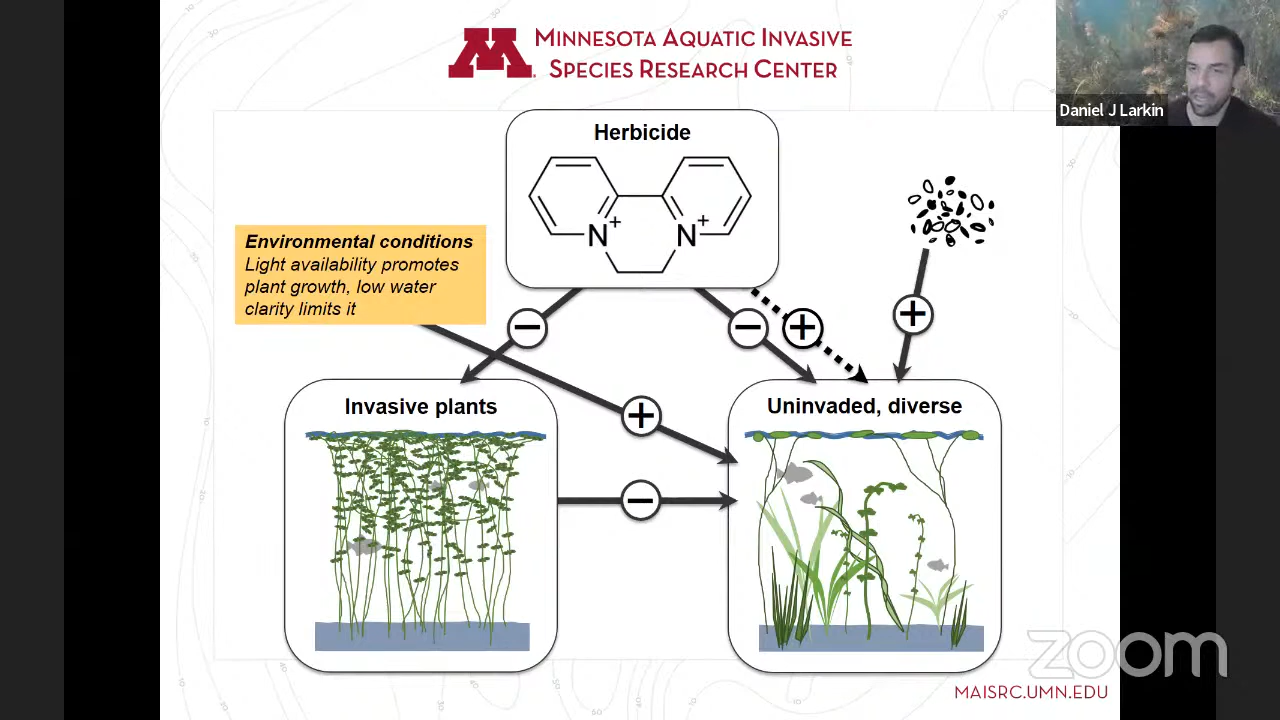 MINNESOTA AQUATIC INVASIVE
SPECIES RESEARCH CENTER
Daniel J Larkin
Herbicide
N+
N+
Environmental conditions
Light availability promotes
plant growth, low water
clarity limits it
−
−
+
+
+
−
Invasive plants
Uninvaded, diverse
zoom
MAISRC.UMN.EDU